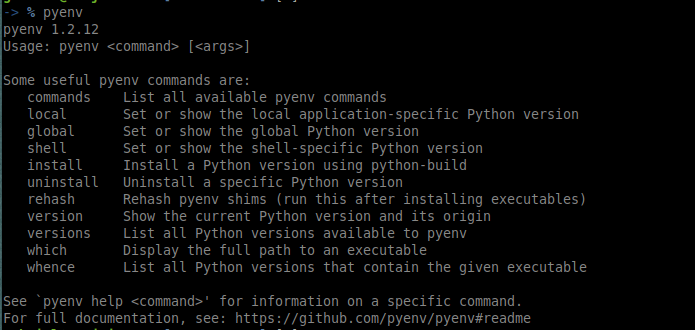 -> % pyenv
pyenv 1.2.12
Usage: pyenv <command> [<args>]
Some useful pyenv commands are:
commands    List all available pyenv commands
local       Set or show the local application-specific Python version
global      Set or show the global Python version
shell       Set or show the shell-specific Python version
install     Install a Python version using python-build
uninstall   Uninstall a specific Python version
rehash      Rehash pyenv shims (run this after installing executables)
version     Show the current Python version and its origin
versions    List all Python versions available to pyenv
which       Display the full path to an executable
whence      List all Python versions that contain the given executable
See `pyenv help <command>' for information on a specific command.
For full documentation, see: https://github.com/pyenv/pyenv#readme